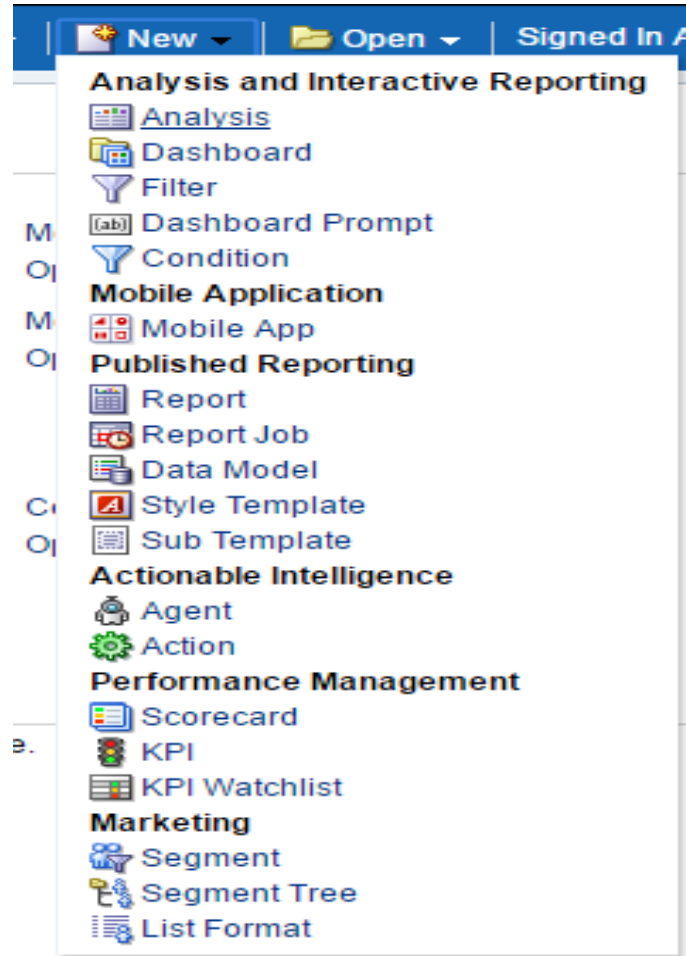 New Open Signed In A
Analysis and Interactive Reporting
Analysis
Dashboard
Filter
[ab] Dashboard Prompt
Condition
Mobile Application
Mobile App
Published Reporting
Report
Report Job
Data Model
Style Template
Sub Template
Actionable Intelligence
Agent
Action
Performance Management
Scorecard
KPI
KPI Watchlist
Marketing
Segment
Segment Tree
List Format